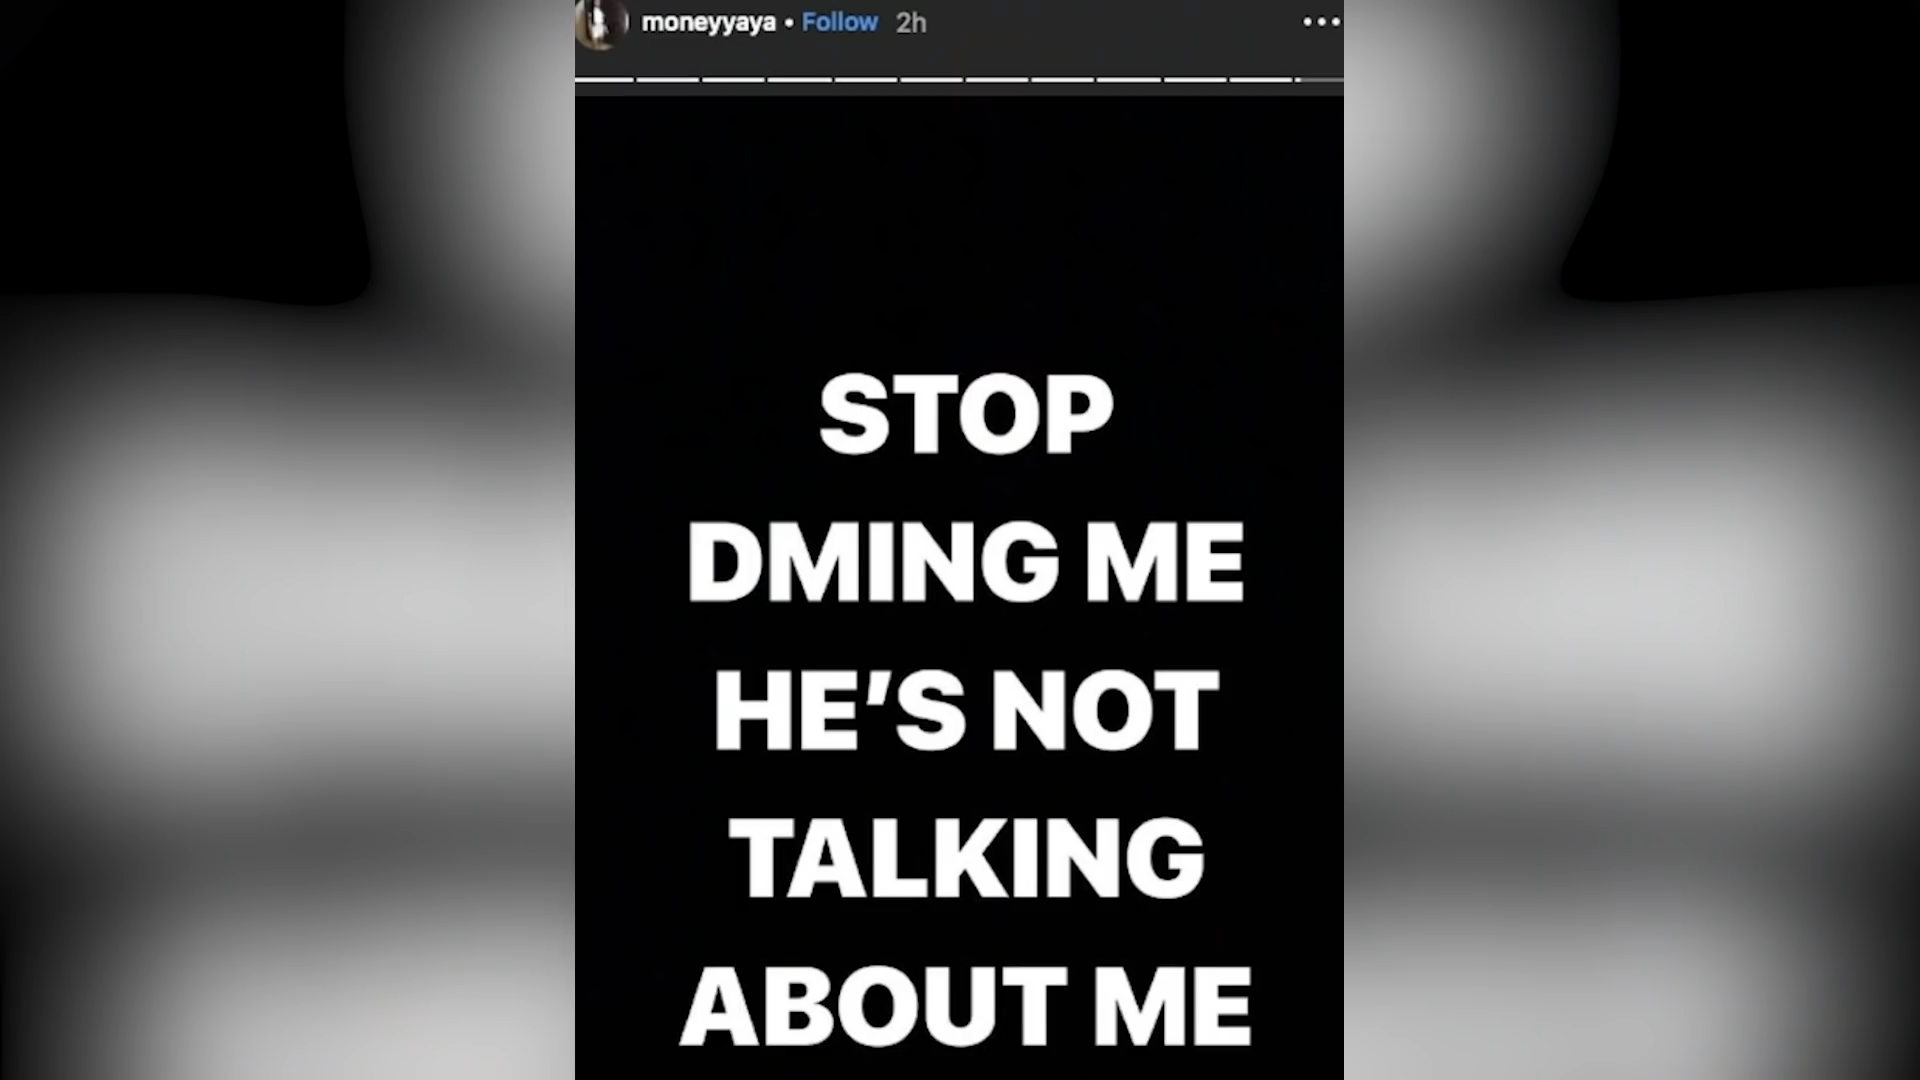 moneyyaya • Follow 2h
STOP
DMING ME
HE’S NOT
TALKING
ABOUT ME